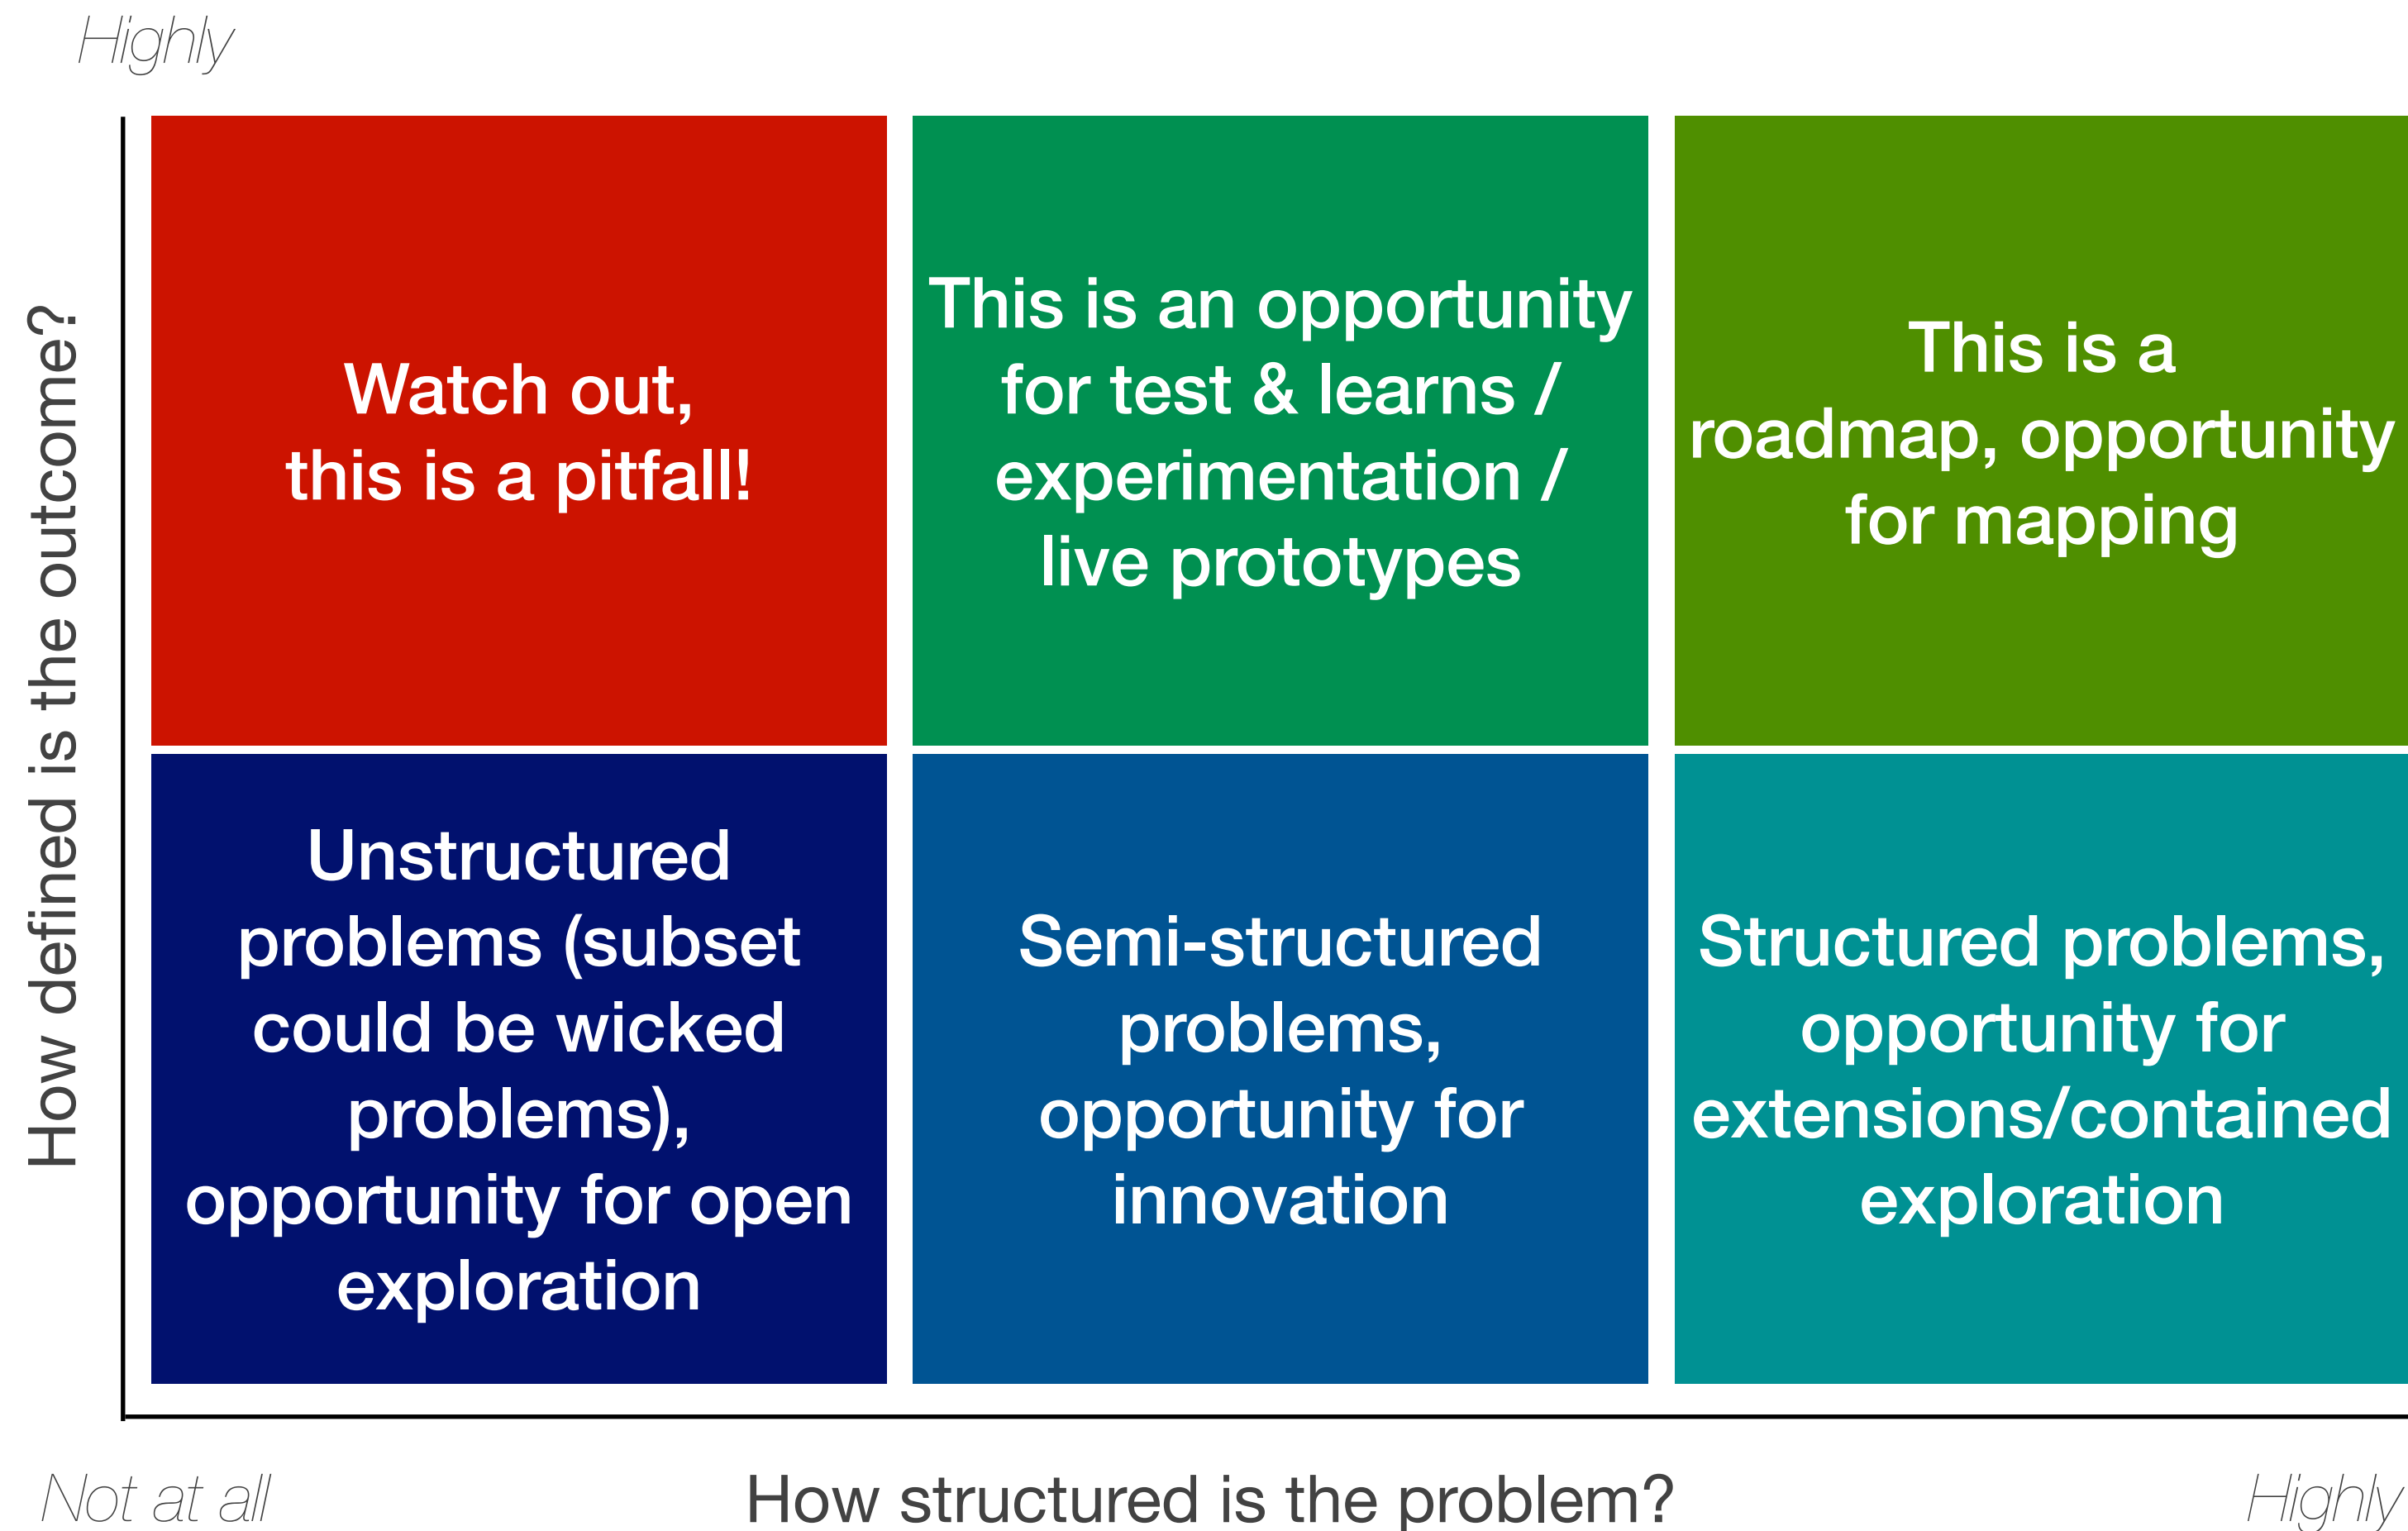 Highly
How defined is the outcome?
Watch out,
this is a pitfall!
This is an opportunity
for test & learns /
experimentation /
live prototypes
This is a
roadmap, opportunity
for mapping
Unstructured
problems (subset
could be wicked
problems),
opportunity for open
exploration
Semi-structured
problems,
opportunity for
innovation
Structured problems,
opportunity for
extensions/contained
exploration
Not at all
How structured is the problem?
Highly